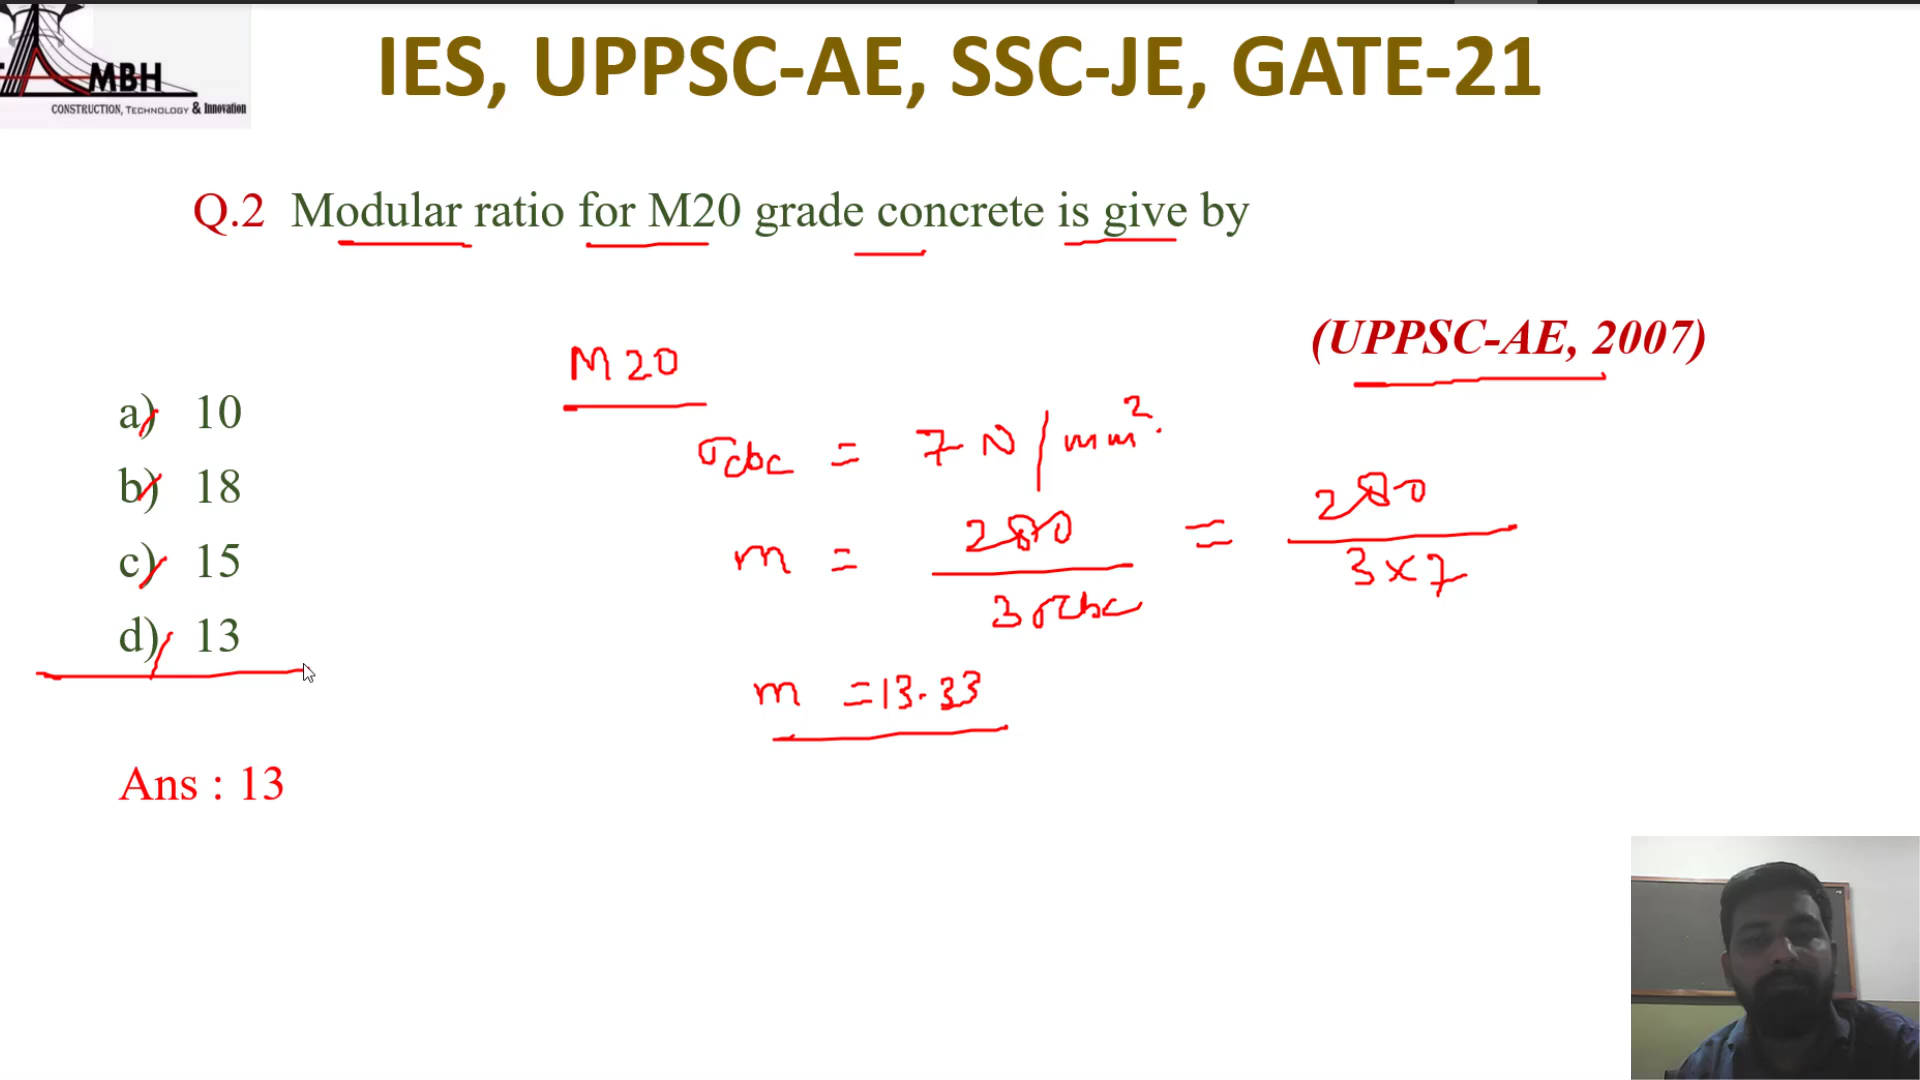 MBH
CONSTRUCTION, TECHNOLOGY & Innovation
IES, UPPSC-AE, SSC-JE, GATE-21
Q.2 Modular ratio for M20 grade concrete is give by
(UPPSC-AE, 2007)
a) 10
b) 18
c) 15
d) 13
Ans : 13
M20
σcbc = 7 N/mm².
m = 280 / 3σcbc = 280 / 3×7
m = 13.33